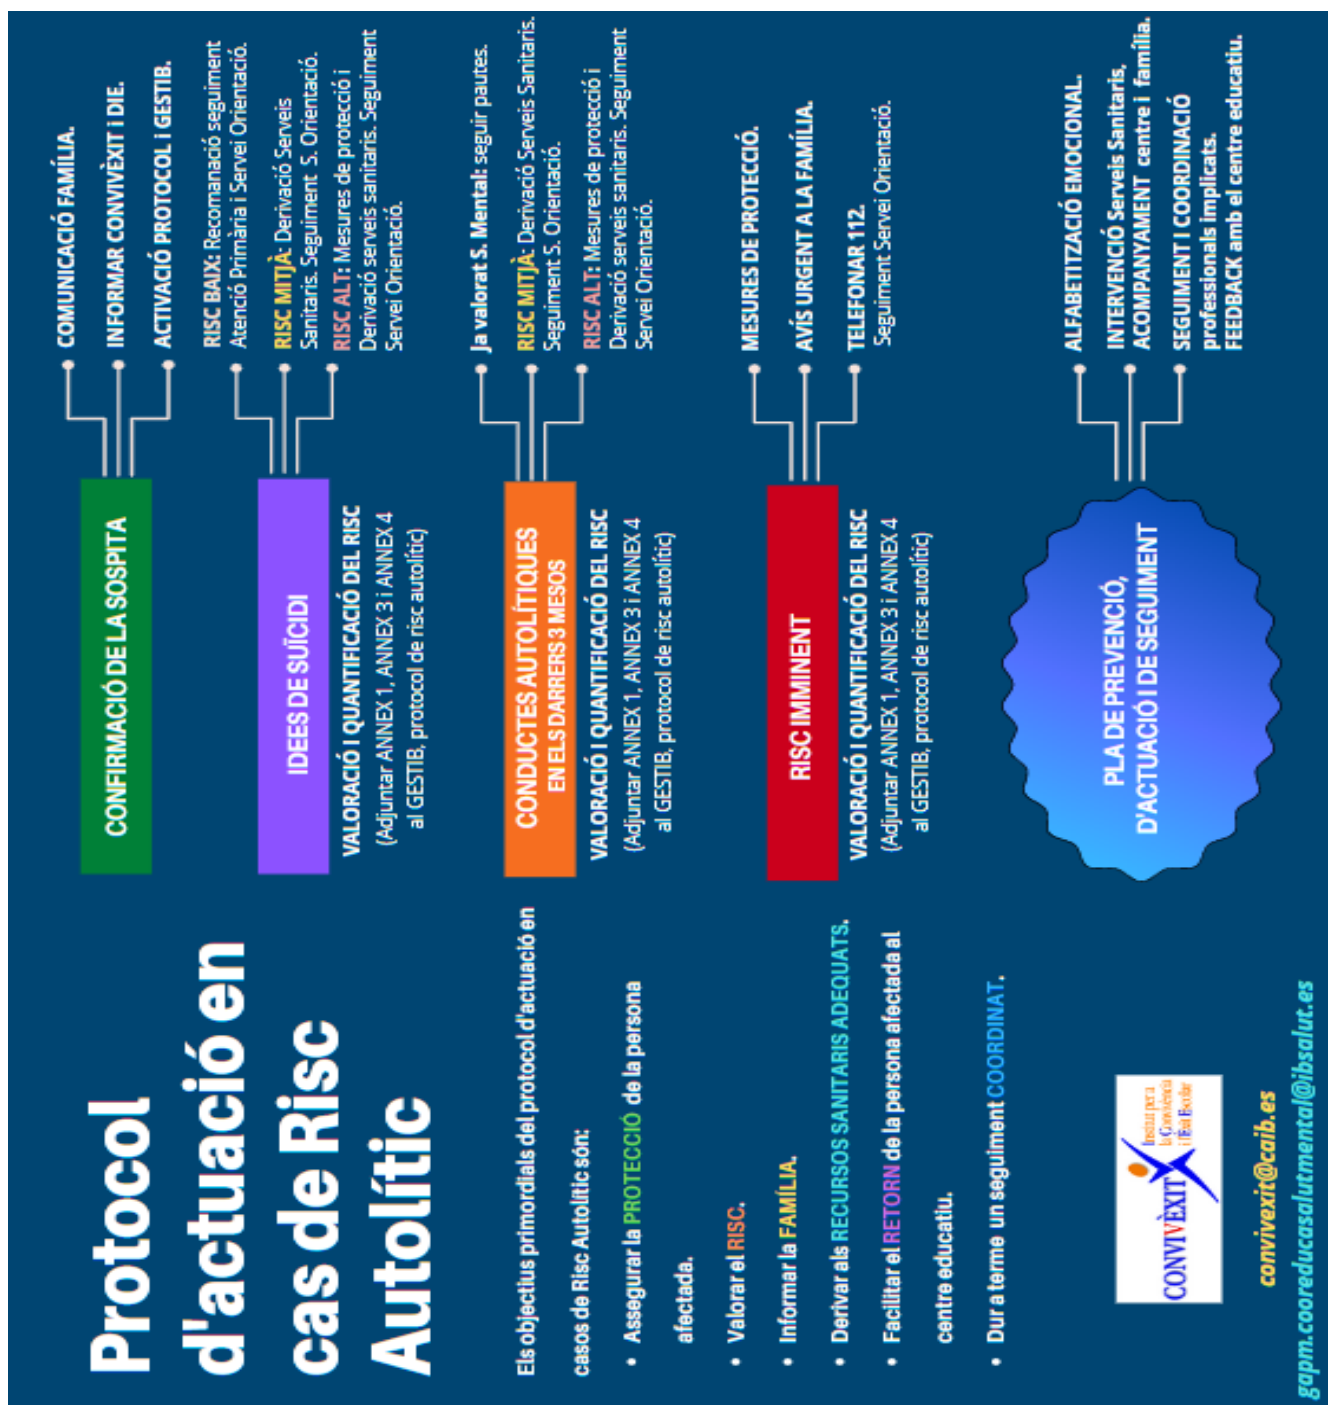 Protocol
d'actuació en
cas de Risc
Autolític
Els objectius primordials del protocol d'actuació en
casos de Risc Autolític són:
• Assegurar la PROTECCIÓ de la persona
afectada.
• Valorar el RISC.
• Informar la FAMÍLIA.
• Derivar als RECURSOS SANITARIS ADEQUATS.
• Facilitar el RETORN de la persona afectada al
centre educatiu.
• Dur a terme un seguiment COORDINAT.
CONVIVÈXIT
Institut per a
la Convivència
i l'Èxit Escolar
convivexit@caib.es
gapm.cooreducasalutmental@ibsalut.es
CONFIRMACIÓ DE LA SOSPITA
COMUNICACIÓ FAMÍLIA.
INFORMAR CONVIVÈXIT i DIE.
ACTIVACIÓ PROTOCOL i GESTIB.
IDEES DE SUÏCIDI
VALORACIÓ I QUANTIFICACIÓ DEL RISC
(Adjuntar ANNEX 1, ANNEX 3 i ANNEX 4
al GESTIB, protocol de risc autolític)
RISC BAIX: Recomanació seguiment
Atenció Primària i Servei Orientació.
RISC MITJÀ: Derivació Serveis
Sanitaris. Seguiment S. Orientació.
RISC ALT: Mesures de protecció i
Derivació serveis sanitaris. Seguiment
Servei Orientació.
CONDUCTES AUTOLÍTIQUES
EN ELS DARRERS 3 MESOS
VALORACIÓ I QUANTIFICACIÓ DEL RISC
(Adjuntar ANNEX 1, ANNEX 3 i ANNEX 4
al GESTIB, protocol de risc autolític)
Ja valorat S. Mental: seguir pautes.
RISC MITJÀ: Derivació Serveis Sanitaris.
Seguiment S. Orientació.
RISC ALT: Mesures de protecció i
Derivació serveis sanitaris. Seguiment
Servei Orientació.
RISC IMMINENT
VALORACIÓ I QUANTIFICACIÓ DEL RISC
(Adjuntar ANNEX 1, ANNEX 3 i ANNEX 4
al GESTIB, protocol de risc autolític)
MESURES DE PROTECCIÓ.
AVÍS URGENT A LA FAMÍLIA.
TELEFONAR 112.
Seguiment Servei Orientació.
PLA DE PREVENCIÓ,
D'ACTUACIÓ I DE SEGUIMENT
ALFABETITZACIÓ EMOCIONAL.
INTERVENCIÓ Serveis Sanitaris,
ACOMPANYAMENT centre i família.
SEGUIMENT I COORDINACIÓ
professionals implicats.
FEEDBACK amb el centre educatiu.